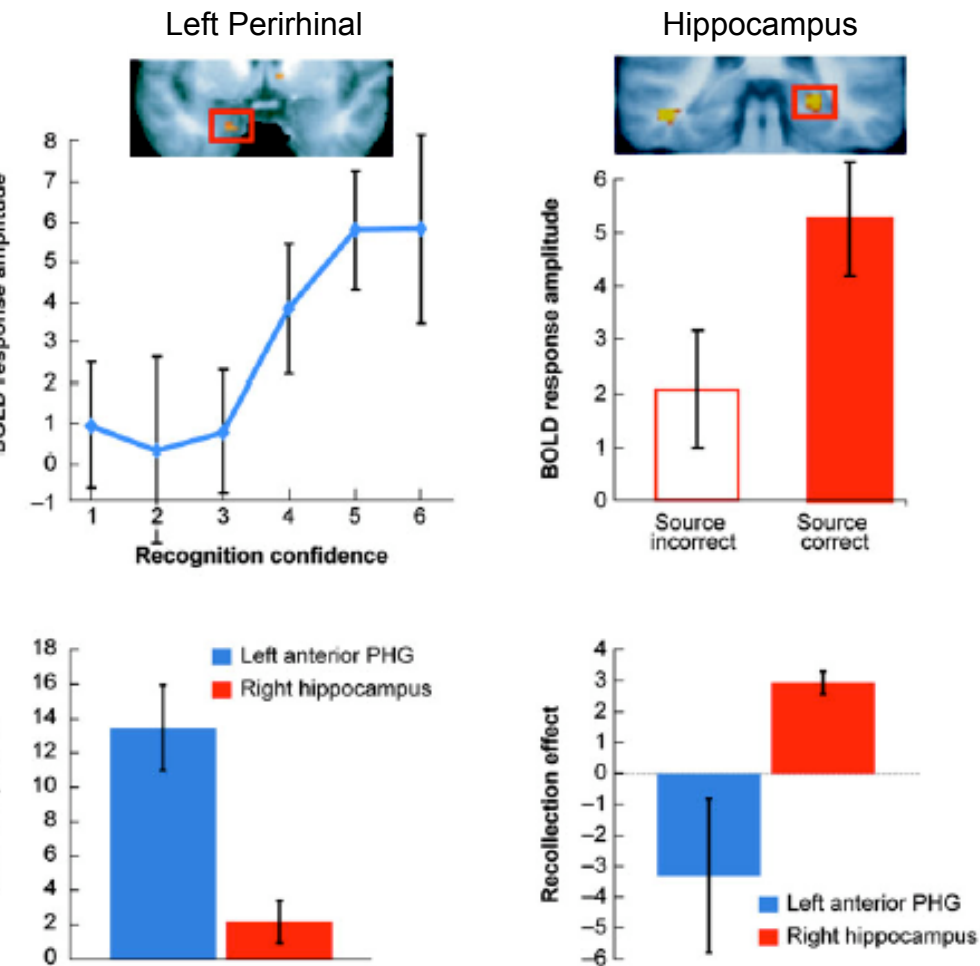 Left Perirhinal
Hippocampus
8
7
6
5
4
3
2
1
0
–1
BOLD response amplitude
1 2 3 4 5 6
Recognition confidence
6
5
4
3
2
1
0
BOLD response amplitude
Source incorrect
Source correct
18
16
14
12
10
8
6
4
2
0
Left anterior PHG
Right hippocampus
4
3
2
1
0
–1
–2
–3
–4
–5
–6
Recollection effect
Left anterior PHG
Right hippocampus